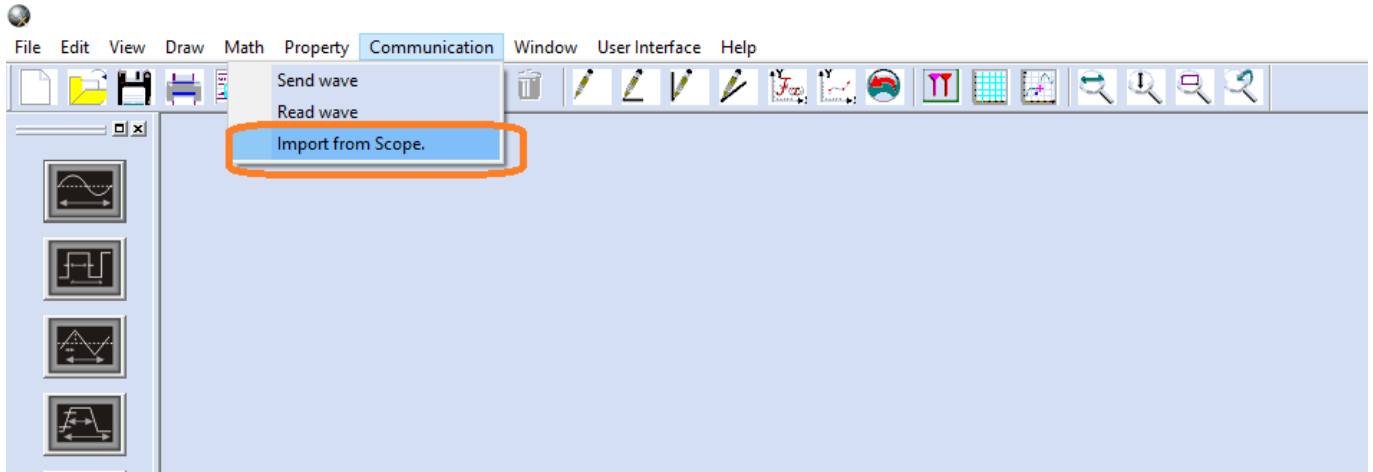 File Edit View Draw Math Property Communication Window User Interface Help
Send wave
Read wave
Import from Scope.